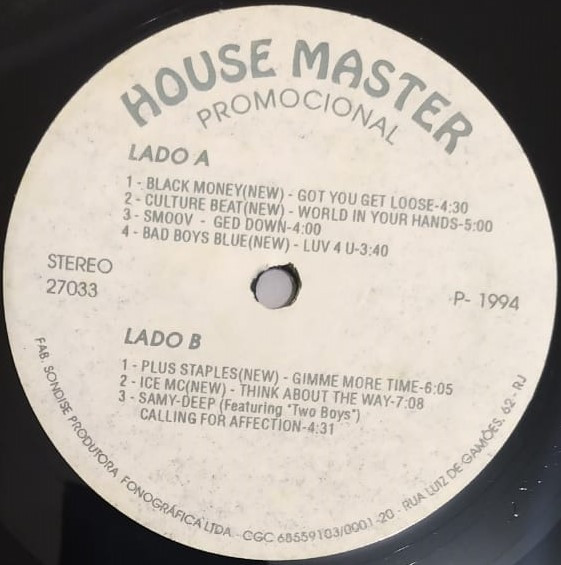 HOUSE MASTER
PROMOCIONAL
LADO A
1 - BLACK MONEY(NEW) - GOT YOU GET LOOSE-4:30
2 - CULTURE BEAT(NEW) - WORLD IN YOUR HANDS-5:00
3 - SMOOV - GED DOWN-4:00
4 - BAD BOYS BLUE(NEW) - LUV 4 U-3:40
STEREO
27033
P- 1994
LADO B
1 - PLUS STAPLES(NEW) - GIMME MORE TIME-6:05
2 - ICE MC(NEW) - THINK ABOUT THE WAY-7:08
3 - SAMY-DEEP (Featuring "Two Boys")
CALLING FOR AFFECTION-4:31
FAB. SONDISE PRODUTORA FONOGRÁFICA LTDA. - CGC 68559103/0001-20 - RUA LUIZ DE GAMÕES, 62 - RJ